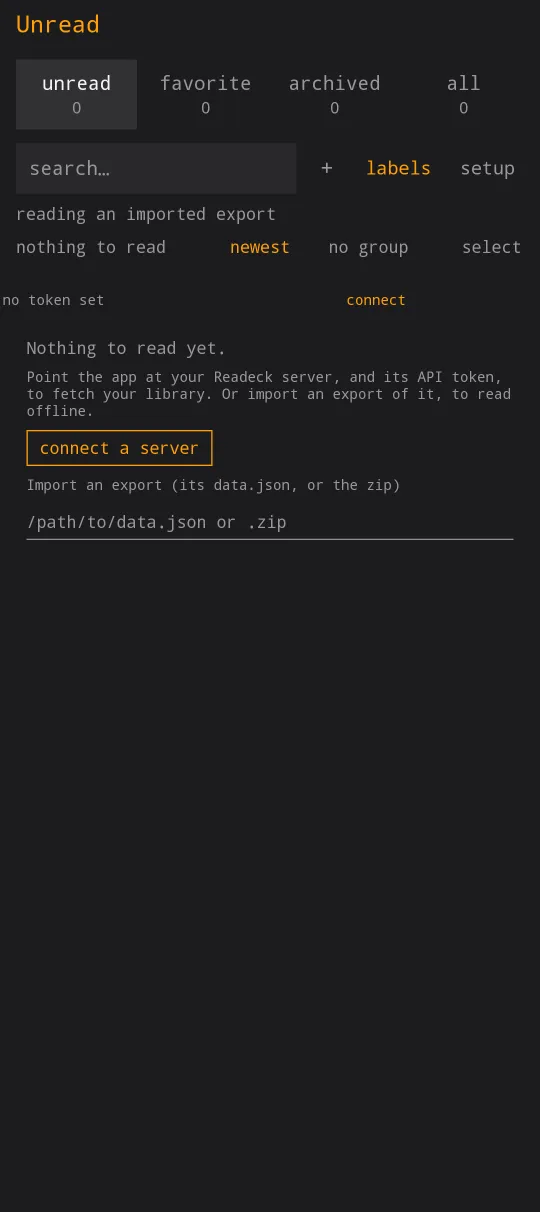 Unread
unread favorite archived all
0 0 0 0
search… + labels setup
reading an imported export
nothing to read newest no group select
no token set connect
Nothing to read yet.
Point the app at your Readeck server, and its API token,
to fetch your library. Or import an export of it, to read
offline.
connect a server
Import an export (its data.json, or the zip)
/path/to/data.json or .zip